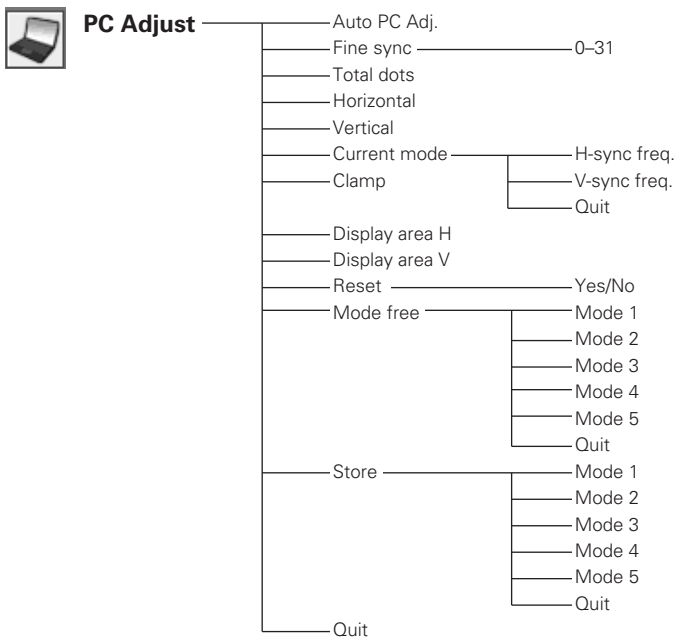 PC Adjust
Auto PC Adj.
Fine sync 0–31
Total dots
Horizontal
Vertical
Current mode H-sync freq.
Clamp V-sync freq.
Quit
Display area H
Display area V
Reset Yes/No
Mode free Mode 1
Mode 2
Mode 3
Mode 4
Mode 5
Quit
Store Mode 1
Mode 2
Mode 3
Mode 4
Mode 5
Quit
Quit